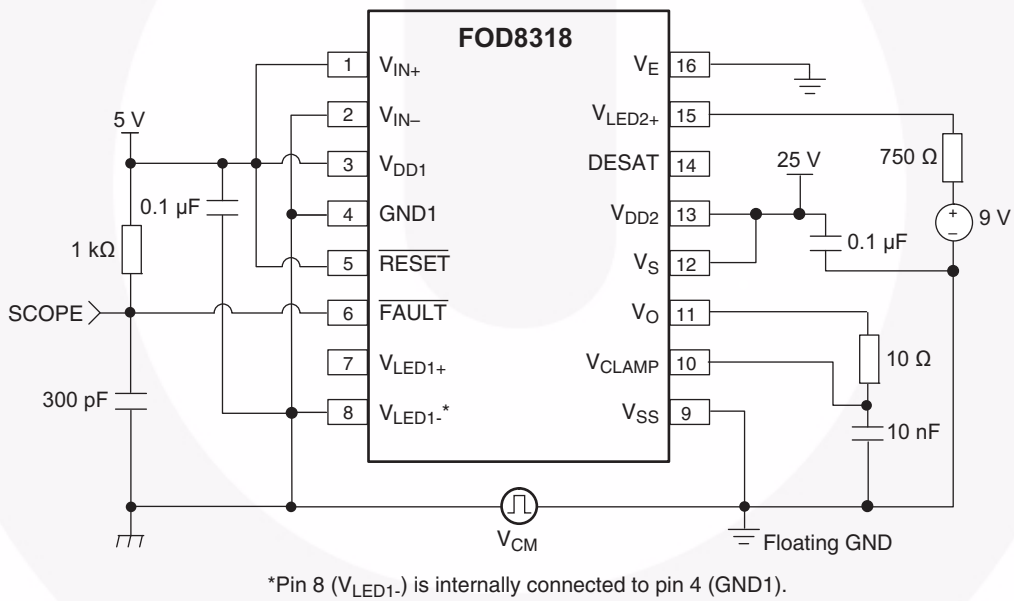 FOD8318
1 V_IN+
2 V_IN–
3 V_DD1
4 GND1
5 RESET
6 FAULT
7 V_LED1+
8 V_LED1-*
V_E 16
V_LED2+ 15
DESAT 14
V_DD2 13
V_S 12
V_O 11
V_CLAMP 10
V_SS 9
5 V
0.1 µF
1 kΩ
SCOPE
300 pF
25 V
750 Ω
+
–
9 V
0.1 µF
10 Ω
10 nF
V_CM
Floating GND
*Pin 8 (V_LED1-) is internally connected to pin 4 (GND1).